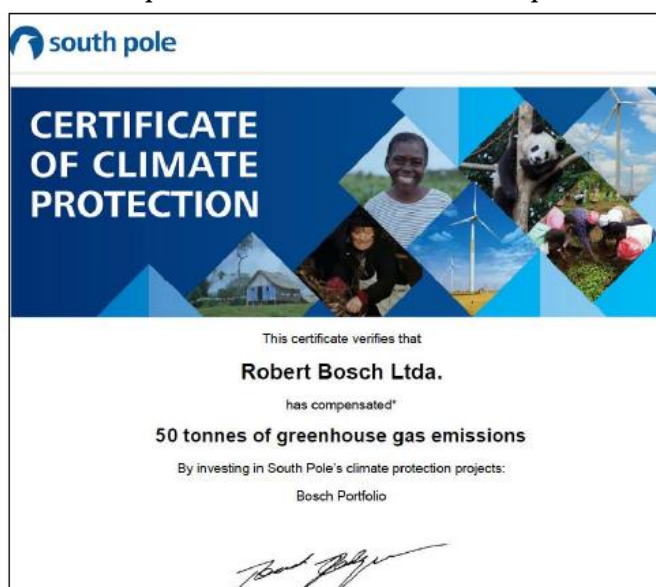 south pole
CERTIFICATE
OF CLIMATE
PROTECTION
This certificate verifies that
Robert Bosch Ltda.
has compensated*
50 tonnes of greenhouse gas emissions
By investing in South Pole's climate protection projects:
Bosch Portfolio